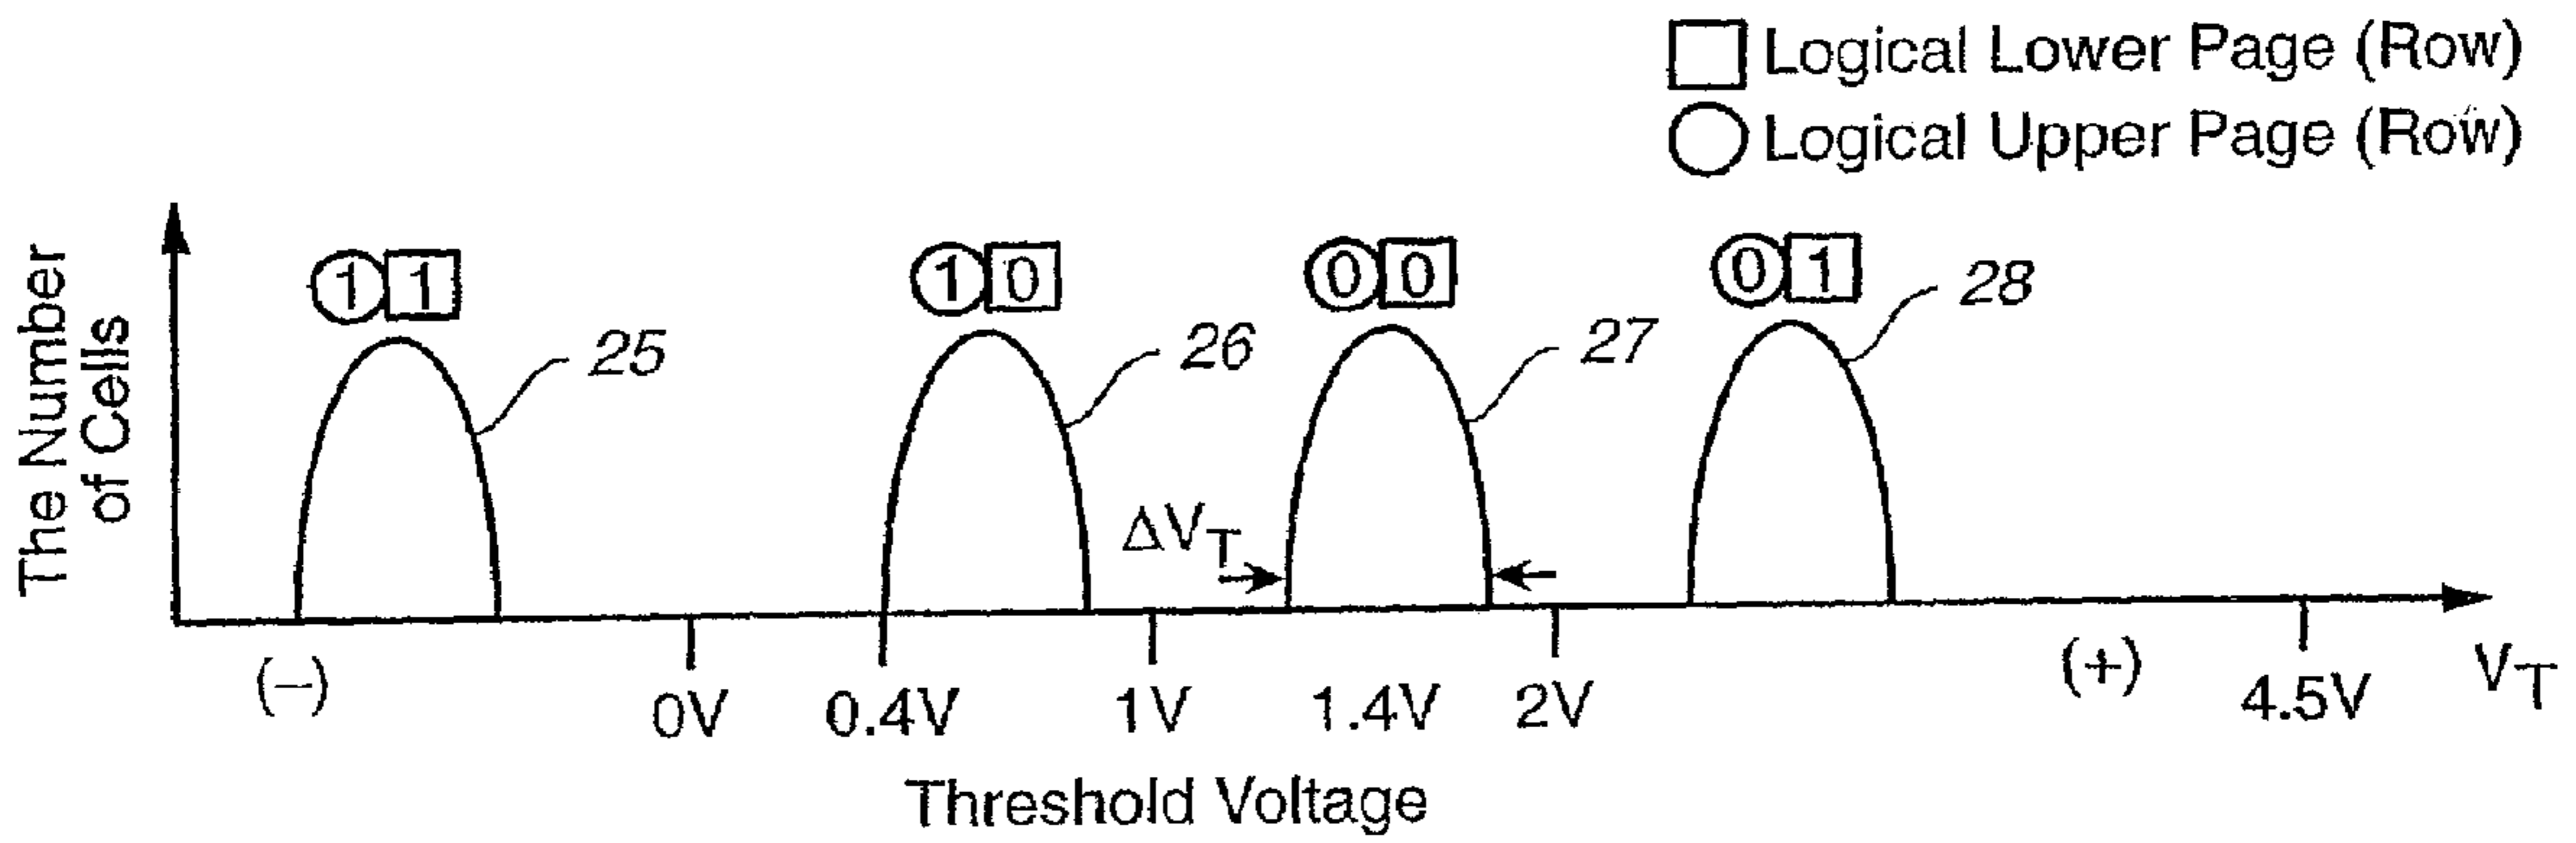 Logical Lower Page (Row)
Logical Upper Page (Row)
The Number
of Cells
1 1
1 0
0 0
0 1
25
26
27
28
ΔVT
(–)
0V
0.4V
1V
1.4V
2V
(+)
4.5V
VT
Threshold Voltage